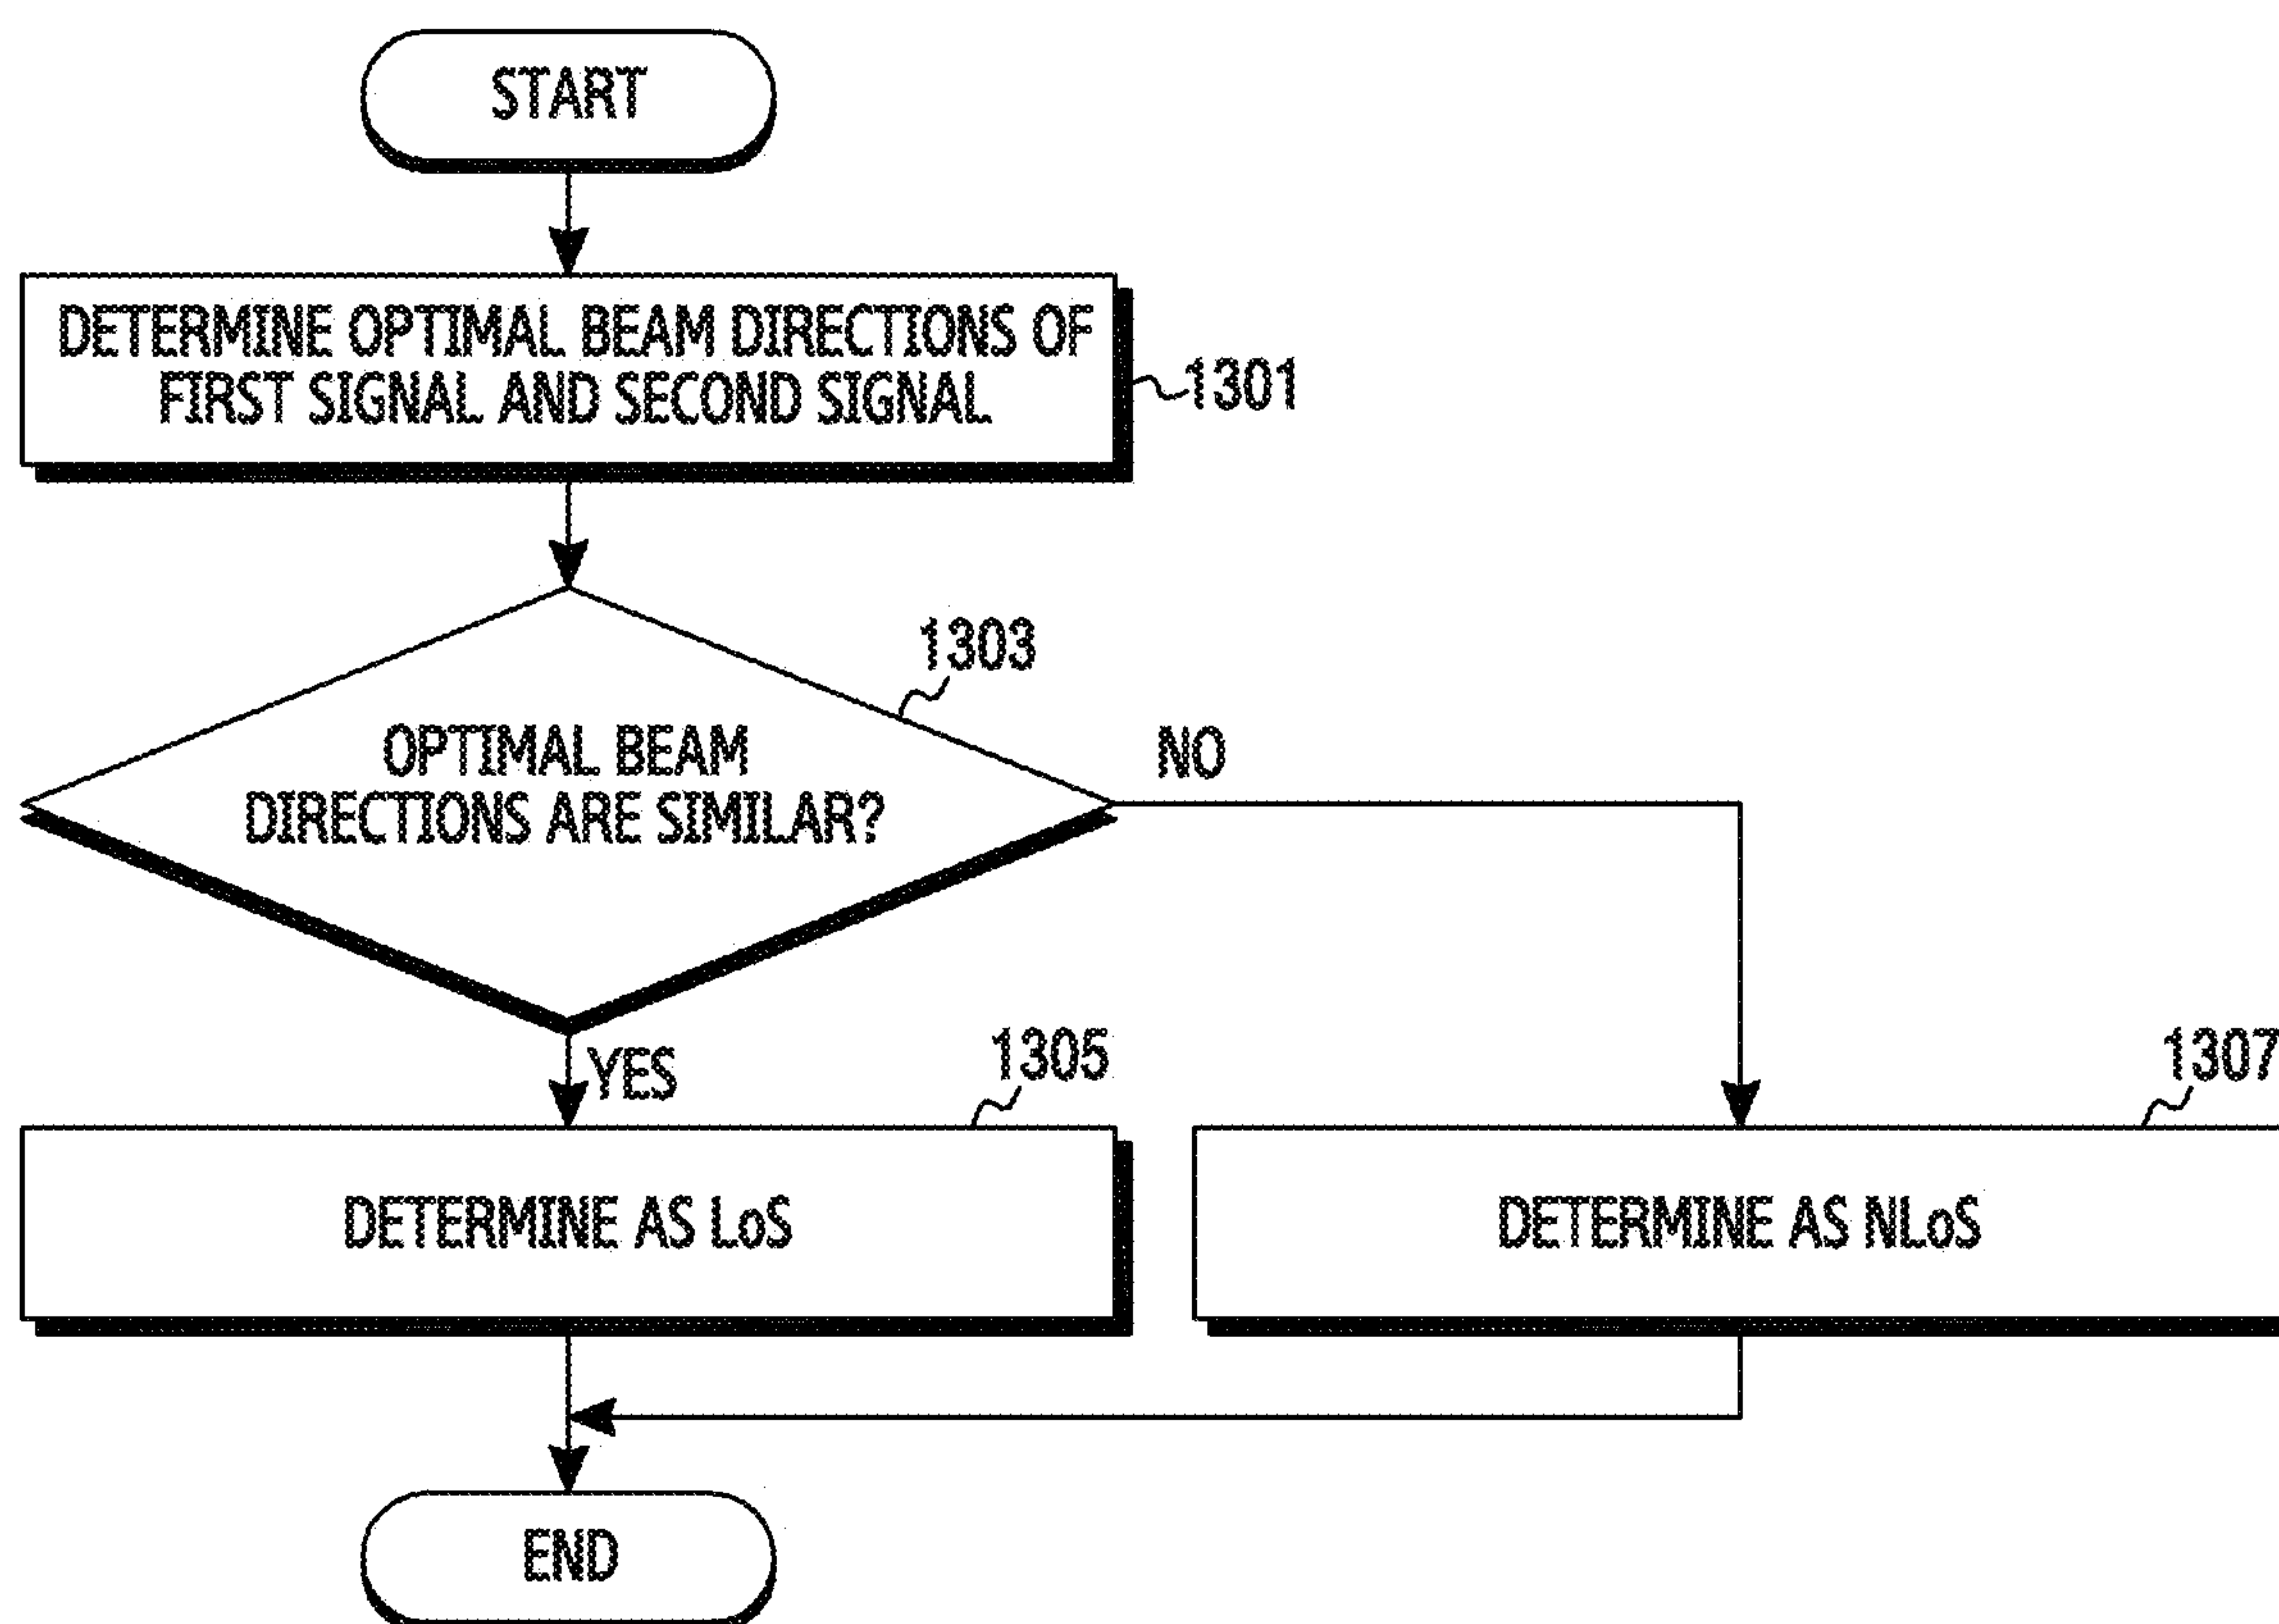 START
DETERMINE OPTIMAL BEAM DIRECTIONS OF
FIRST SIGNAL AND SECOND SIGNAL
1301
1303
OPTIMAL BEAM
DIRECTIONS ARE SIMILAR?
NO
YES
1305
1307
DETERMINE AS LoS
DETERMINE AS NLoS
END